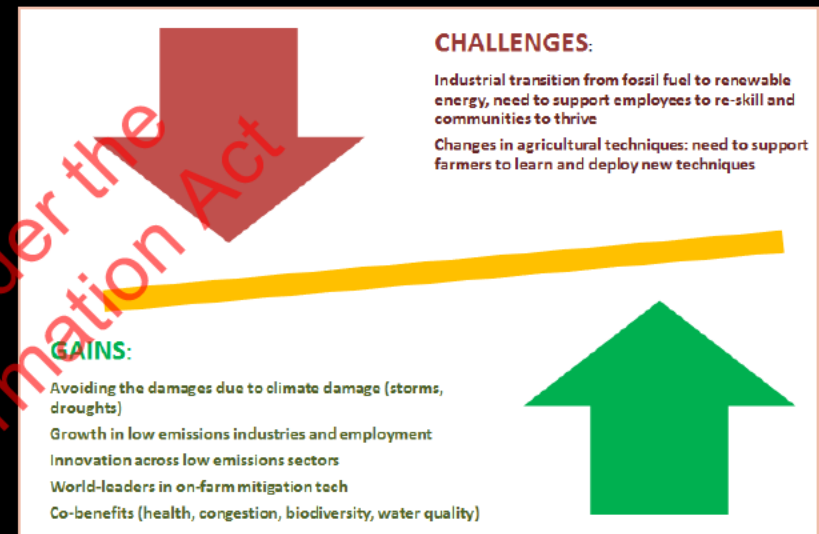 CHALLENGES:
Industrial transition from fossil fuel to renewable
energy, need to support employees to re-skill and
communities to thrive
Changes in agricultural techniques: need to support
farmers to learn and deploy new techniques
der the
rmation Act
GAINS:
Avoiding the damages due to climate damage (storms,
droughts)
Growth in low emissions industries and employment
Innovation across low emissions sectors
World-leaders in on-farm mitigation tech
Co-benefits (health, congestion, biodiversity, water quality)